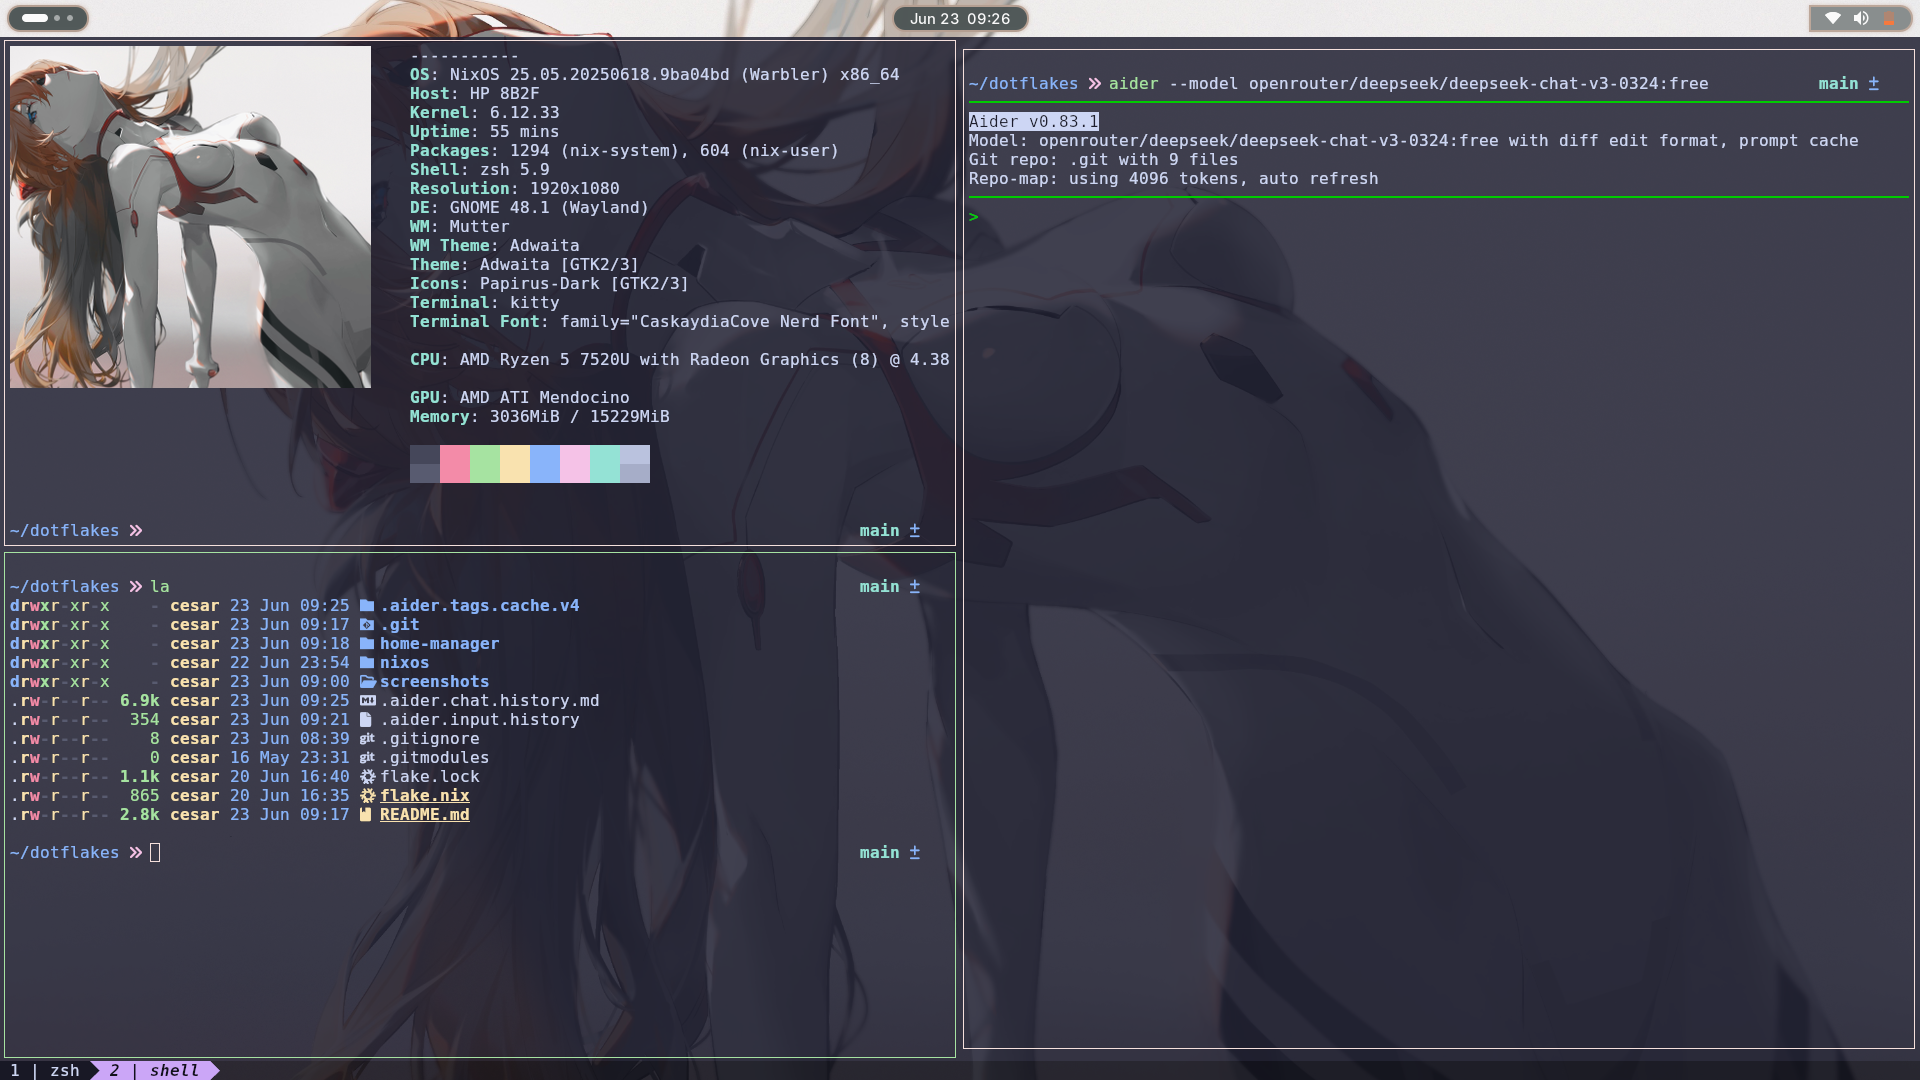 Jun 23 09:26
-----------
OS: NixOS 25.05.20250618.9ba04bd (Warbler) x86_64
Host: HP 8B2F
Kernel: 6.12.33
Uptime: 55 mins
Packages: 1294 (nix-system), 604 (nix-user)
Shell: zsh 5.9
Resolution: 1920x1080
DE: GNOME 48.1 (Wayland)
WM: Mutter
WM Theme: Adwaita
Theme: Adwaita [GTK2/3]
Icons: Papirus-Dark [GTK2/3]
Terminal: kitty
Terminal Font: family="CaskaydiaCove Nerd Font", style
CPU: AMD Ryzen 5 7520U with Radeon Graphics (8) @ 4.38
GPU: AMD ATI Mendocino
Memory: 3036MiB / 15229MiB
~/dotflakes » main ±
~/dotflakes » la main ±
drwxr-xr-x - cesar 23 Jun 09:25 .aider.tags.cache.v4
drwxr-xr-x - cesar 23 Jun 09:17 .git
drwxr-xr-x - cesar 23 Jun 09:18 home-manager
drwxr-xr-x - cesar 22 Jun 23:54 nixos
drwxr-xr-x - cesar 23 Jun 09:00 screenshots
.rw-r--r-- 6.9k cesar 23 Jun 09:25 .aider.chat.history.md
.rw-r--r-- 354 cesar 23 Jun 09:21 .aider.input.history
.rw-r--r-- 8 cesar 23 Jun 08:39 git .gitignore
.rw-r--r-- 0 cesar 16 May 23:31 git .gitmodules
.rw-r--r-- 1.1k cesar 20 Jun 16:40 flake.lock
.rw-r--r-- 865 cesar 20 Jun 16:35 flake.nix
.rw-r--r-- 2.8k cesar 23 Jun 09:17 README.md
~/dotflakes » main ±
~/dotflakes » aider --model openrouter/deepseek/deepseek-chat-v3-0324:free main ±
Aider v0.83.1
Model: openrouter/deepseek/deepseek-chat-v3-0324:free with diff edit format, prompt cache
Git repo: .git with 9 files
Repo-map: using 4096 tokens, auto refresh
>
1 | zsh 2 | shell